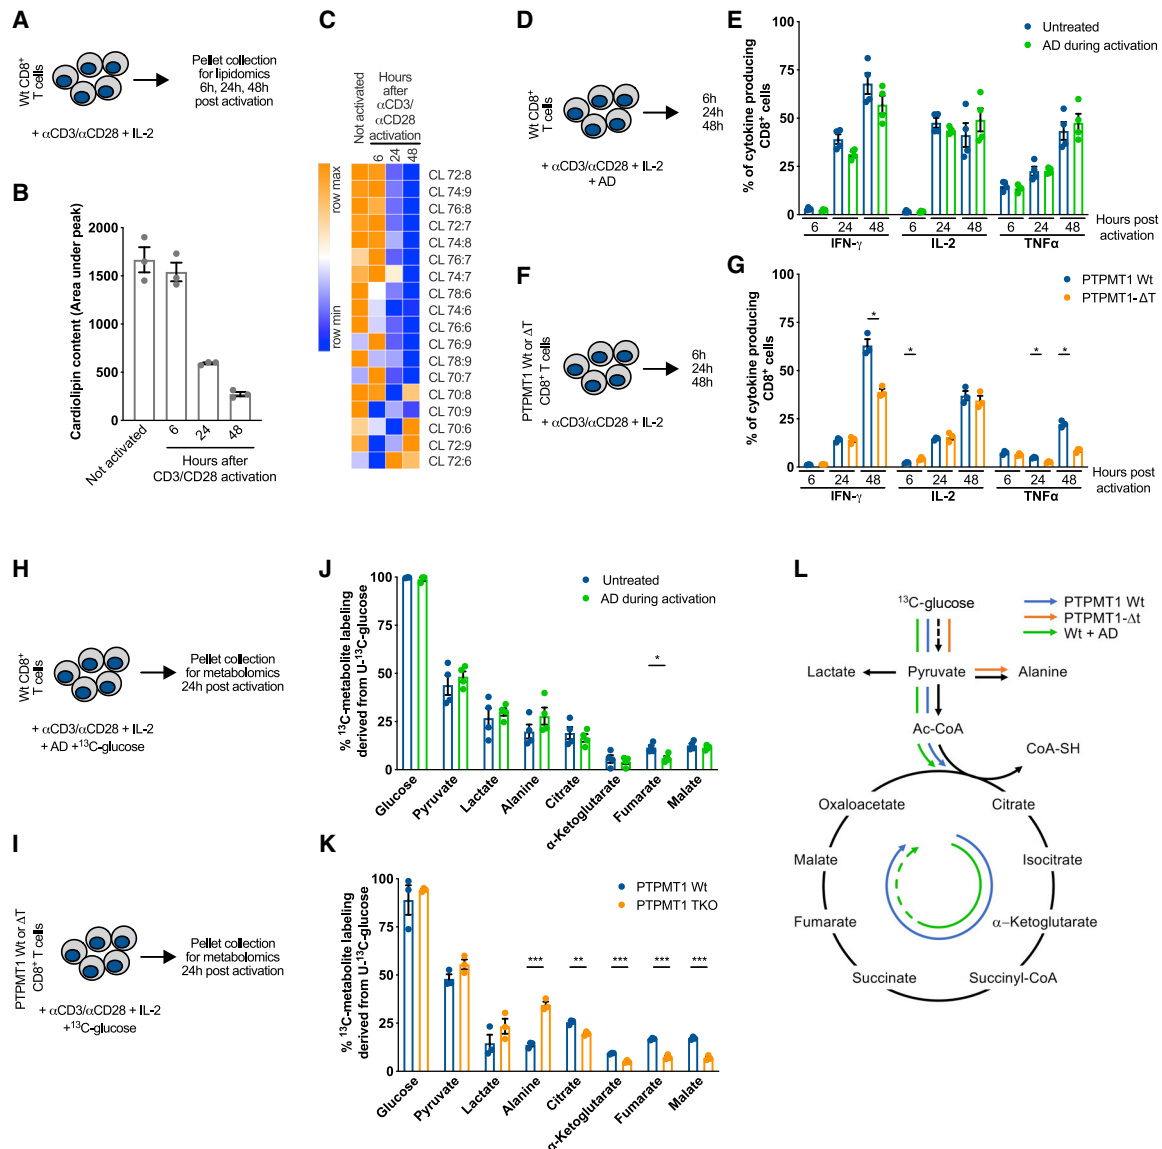 A
Wt CD8+
T cells
Pellet collection
for lipidomics
6h, 24h, 48h
post activation
+ αCD3/αCD28 + IL-2
B
Cardiolipin content (Area under peak)
2000
1500
1000
500
0
Not activated
6
24
48
Hours after
CD3/CD28 activation
C
Not activated
Hours
after
αCD3/
αCD28
activation
6
24
48
row max
row min
CL 72:8
CL 74:9
CL 76:8
CL 72:7
CL 74:8
CL 76:7
CL 74:7
CL 78:6
CL 74:6
CL 76:6
CL 76:9
CL 78:9
CL 70:7
CL 70:8
CL 70:9
CL 70:6
CL 72:9
CL 72:6
D
Wt CD8+
T cells
6h
24h
48h
+ αCD3/αCD28 + IL-2
+ AD
E
% of cytokine producing
CD8+ cells
100
75
50
25
0
Untreated
AD during activation
6 24 48 6 24 48 6 24 48
IFN-γ IL-2 TNFα
Hours post
activation
F
PTPMT1 Wt or ΔT
CD8+ T cells
6h
24h
48h
+ αCD3/αCD28 + IL-2
G
% of cytokine producing
CD8+ cells
100
75
50
25
0
PTPMT1 Wt
PTPMT1-ΔT
* * * *
6 24 48 6 24 48 6 24 48
IFN-γ IL-2 TNFα
Hours post
activation
H
Wt CD8+
T cells
Pellet collection
for metabolomics
24h post activation
+ αCD3/αCD28 + IL-2
+ AD +13C-glucose
I
PTPMT1 Wt or ΔT
CD8+ T cells
Pellet collection
for metabolomics
24h post activation
+ αCD3/αCD28 + IL-2
+13C-glucose
J
% 13C-metabolite labeling
derived from U-13C-glucose
100
75
50
25
0
Untreated
AD during activation
*
Glucose
Pyruvate
Lactate
Alanine
Citrate
α-Ketoglutarate
Fumarate
Malate
K
% 13C-metabolite labeling
derived from U-13C-glucose
100
75
50
25
0
PTPMT1 Wt
PTPMT1 TKO
*** ** *** *** ***
Glucose
Pyruvate
Lactate
Alanine
Citrate
α-Ketoglutarate
Fumarate
Malate
L
13C-glucose
PTPMT1 Wt
PTPMT1-Δt
Wt + AD
Lactate
Pyruvate
Alanine
Ac-CoA
CoA-SH
Oxaloacetate
Citrate
Malate
Isocitrate
Fumarate
α-Ketoglutarate
Succinate
Succinyl-CoA